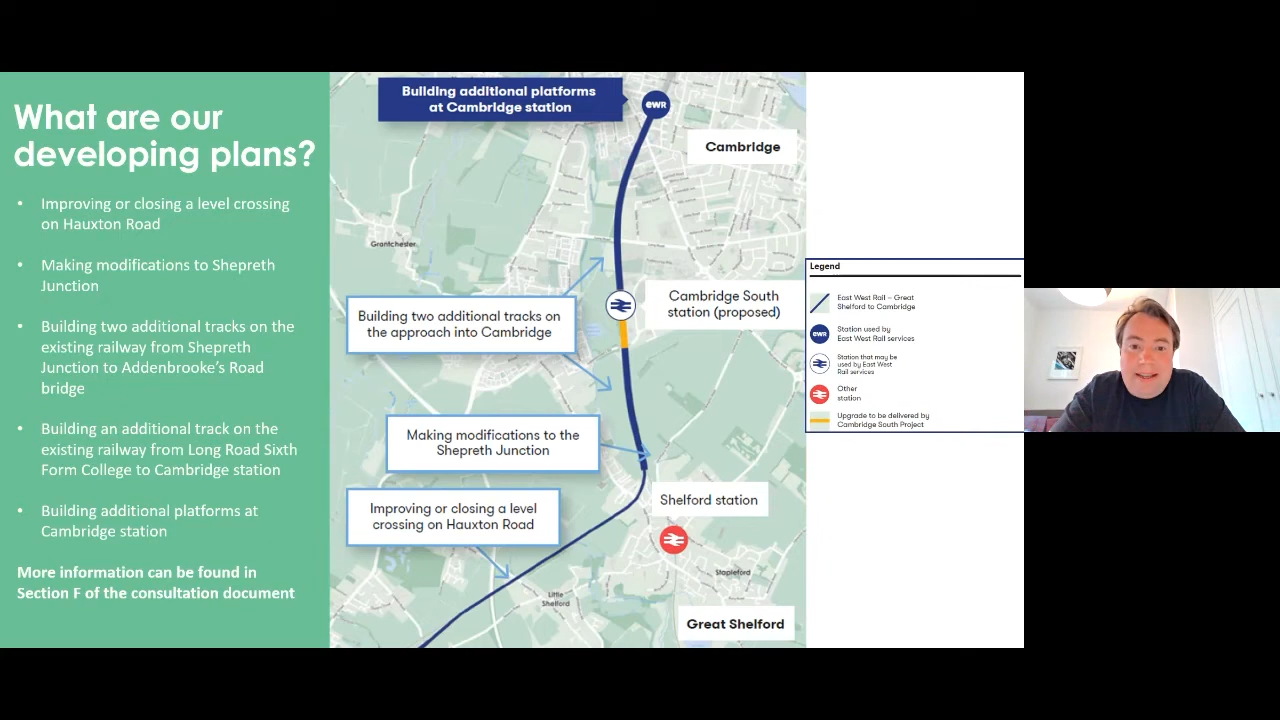 What are our
developing plans?
• Improving or closing a level crossing
on Hauxton Road
• Making modifications to Shepreth
Junction
• Building two additional tracks on the
existing railway from Shepreth
Junction to Addenbrooke's Road
bridge
• Building an additional track on the
existing railway from Long Road Sixth
Form College to Cambridge station
• Building additional platforms at
Cambridge station
More information can be found in
Section F of the consultation document
Building additional platforms
at Cambridge station
ewr
Cambridge
Grantchester
Building two additional tracks on
the approach into Cambridge
Cambridge South
station (proposed)
Making modifications to the
Shepreth Junction
Improving or closing a level
crossing on Hauxton Road
Shelford station
Stapleford
Little
Shelford
Great Shelford
Legend
East West Rail – Great
Shelford to Cambridge
ewr
Station used by
East West Rail services
Station that may be
used by East West
Rail services
Other
station
Upgrade to be delivered by
Cambridge South Project